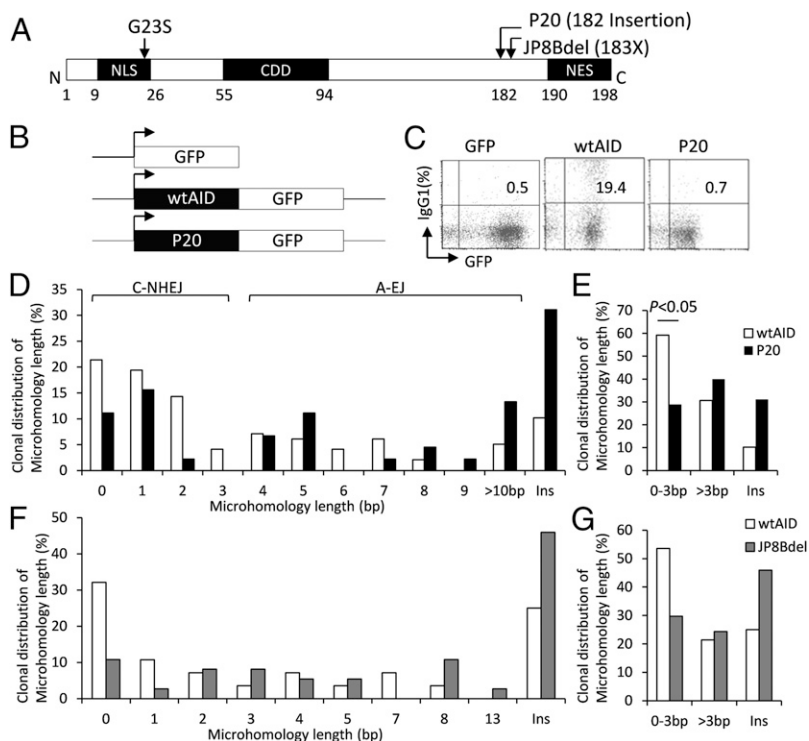 A
G23S
P20 (182 Insertion)
JP8Bdel (183X)
N
NLS
CDD
NES
C
1 9 26 55 94 182 190 198
B
GFP
wtAID GFP
P20 GFP
C
GFP wtAID P20
IgG1(%)
0.5 19.4 0.7
GFP
D
C-NHEJ A-EJ
Clonal distribution of
Microhomology length (%)
35
30
25
20
15
10
5
0
0 1 2 3 4 5 6 7 8 9 >10bp Ins
Microhomology length (bp)
E
P<0.05
wtAID
P20
Clonal distribution of
Microhomology length (%)
70
60
50
40
30
20
10
0
0-3bp >3bp Ins
F
Clonal distribution of
Microhomology length (%)
50
40
30
20
10
0
0 1 2 3 4 5 7 8 13 Ins
G
wtAID
JP8Bdel
Clonal distribution of
Microhomology length (%)
60
50
40
30
20
10
0
0-3bp >3bp Ins